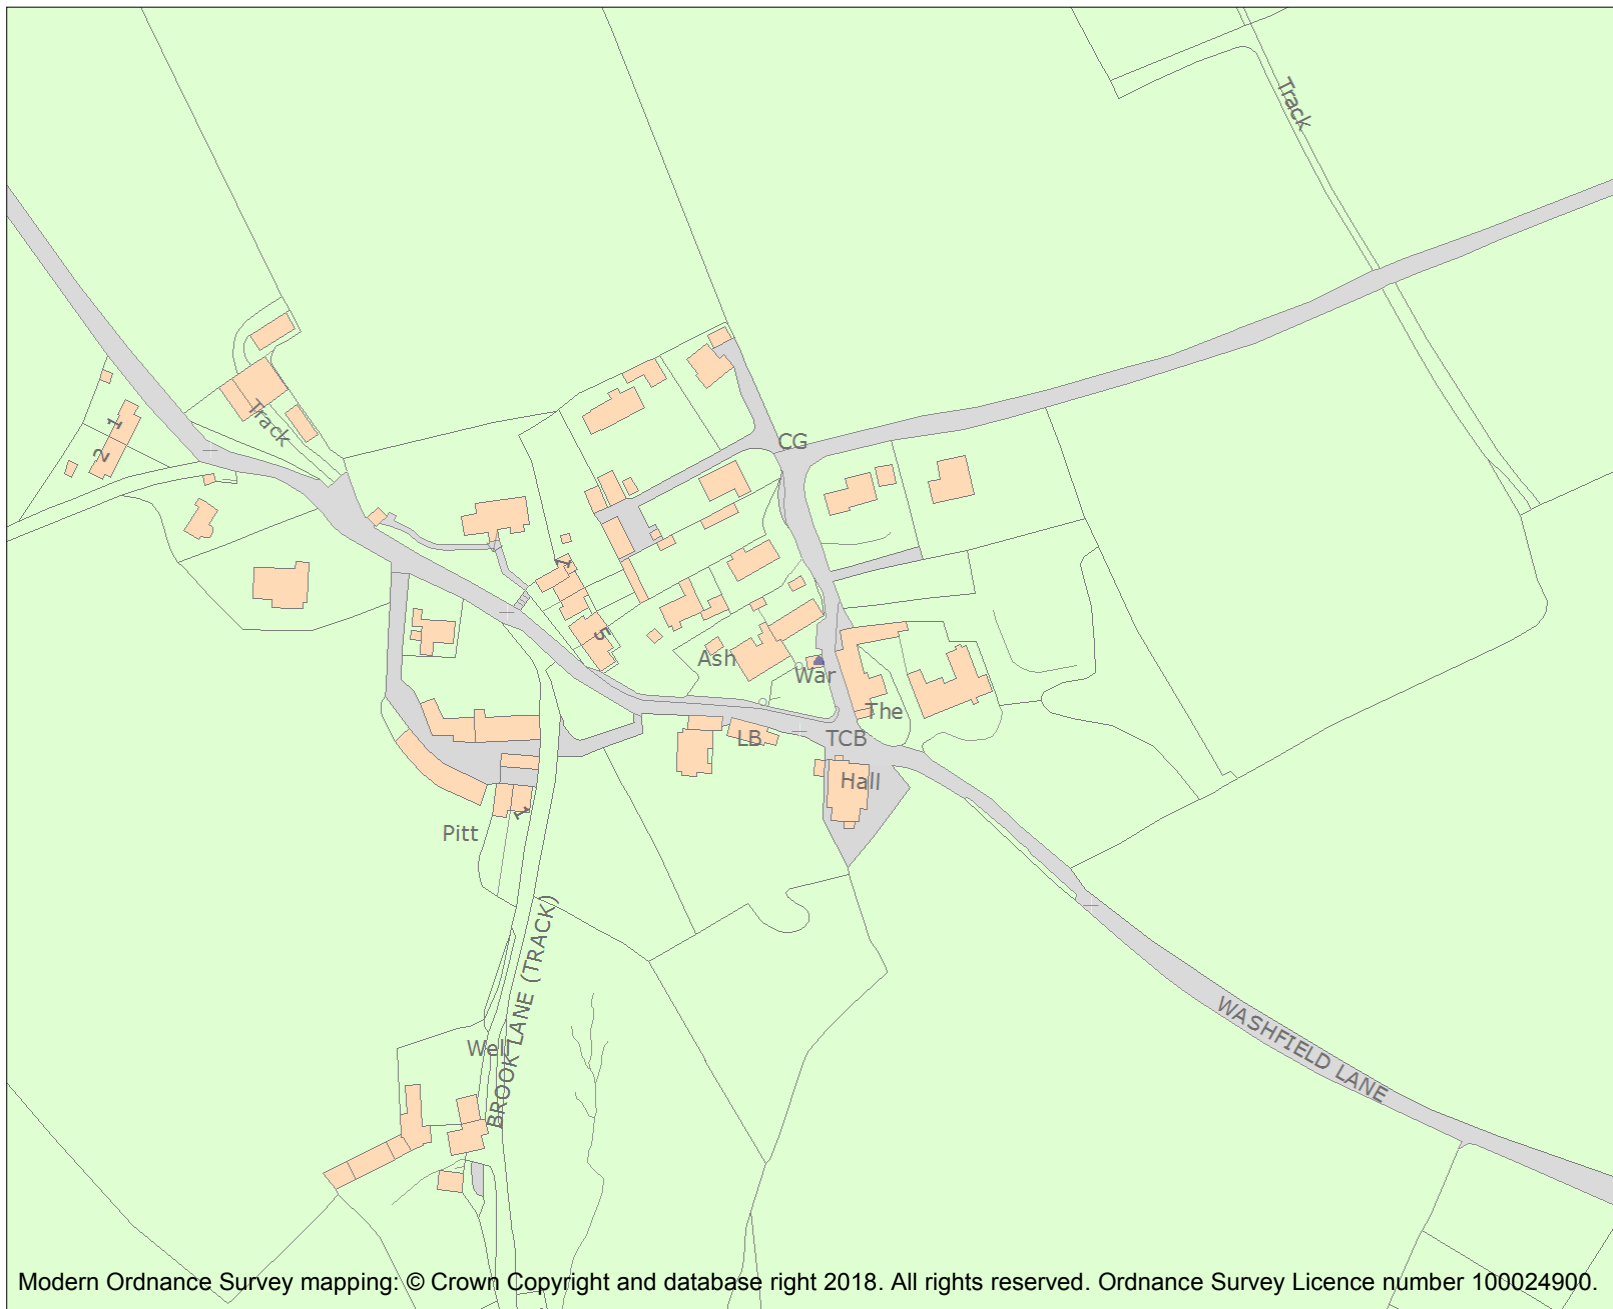 Track
CG
Track
1
2
1
5
Ash
War
The
LB
TCB
Hall
1
Pitt
BROOK LANE (TRACK)
Well
WASHFIELD LANE
Modern Ordnance Survey mapping: © Crown Copyright and database right 2018. All rights reserved. Ordnance Survey Licence number 100024900.